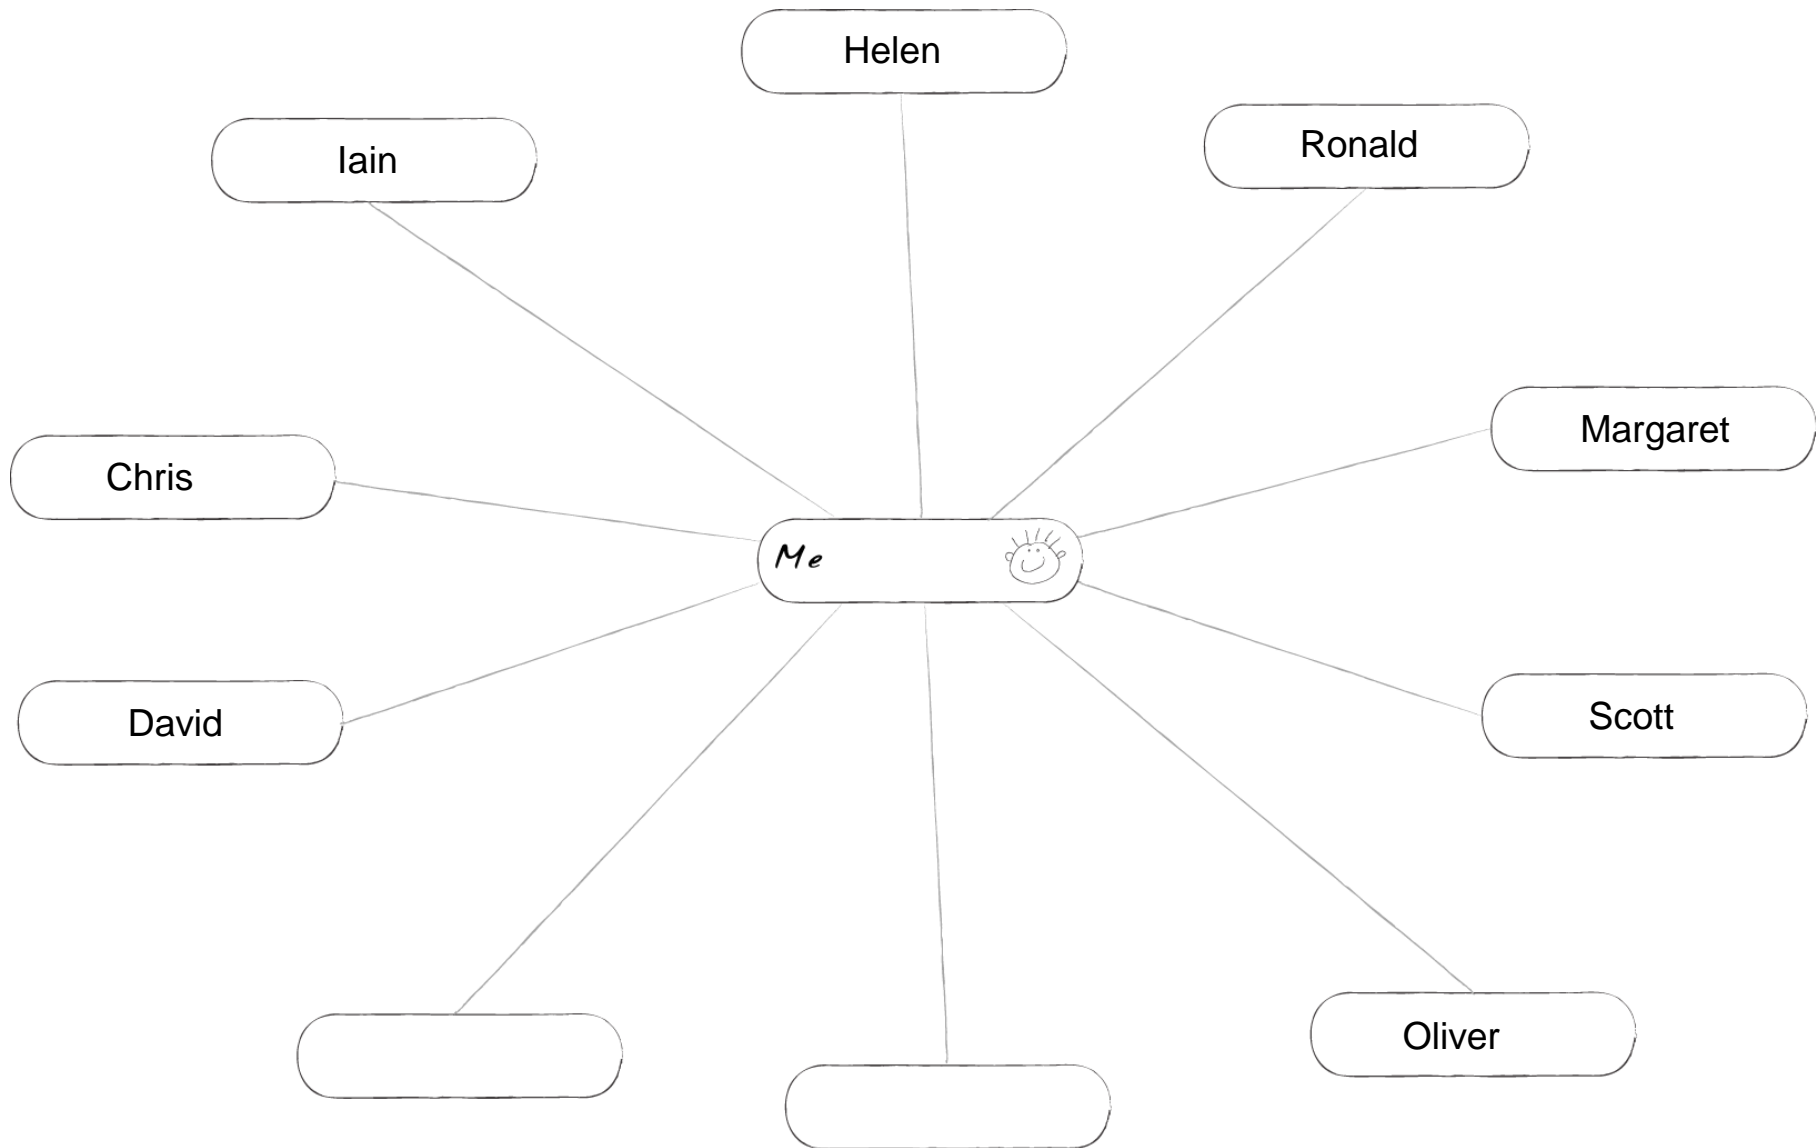 Helen
Ronald
Iain
Margaret
Chris
Me
Scott
David
Oliver